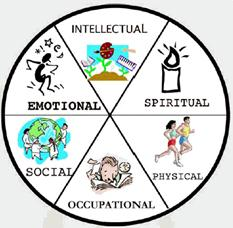 INTELLECTUAL
EMOTIONAL
SPIRITUAL
SOCIAL
PHYSICAL
OCCUPATIONAL